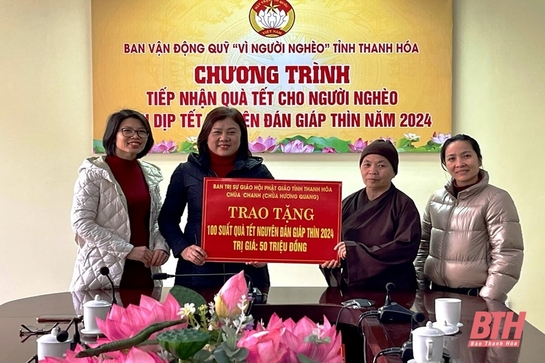 BAN VẬN ĐỘNG QUỸ "VÌ NGƯỜI NGHÈO" TỈNH THANH HÓA
CHƯƠNG TRÌNH
TIẾP NHẬN QUÀ TẾT CHO NGƯỜI NGHÈO
DỊP TẾT ĐÁN GIÁP THÌN NĂM 2024
BAN TRỊ SỰ GIÁO HỘI PHẬT GIÁO TỈNH THANH HÓA
CHÙA CHANH (CHÙA HƯƠNG QUANG)
TRAO TẶNG
100 SUẤT QUÀ TẾT NGUYÊN ĐÁN GIÁP THÌN 2024
TRỊ GIÁ: 50 TRIỆU ĐỒNG
BTH
Báo Thanh Hóa